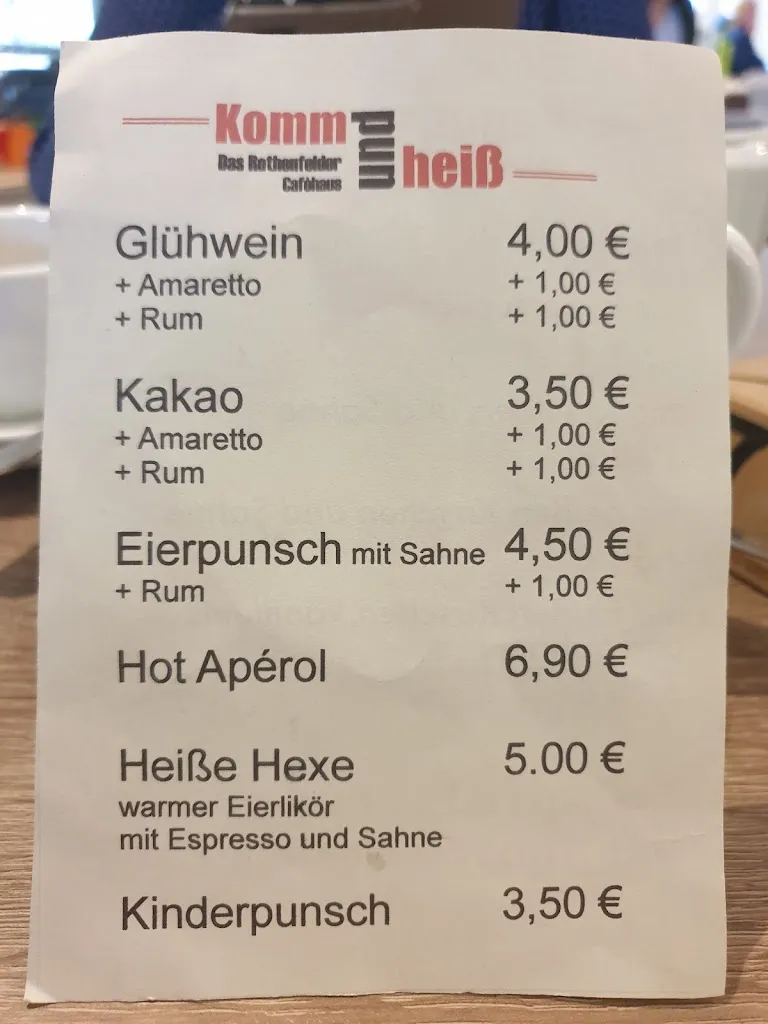 Komm und heiß
Das Rothenfelder
Caféhaus
Glühwein 4,00 €
+ Amaretto + 1,00 €
+ Rum + 1,00 €
Kakao 3,50 €
+ Amaretto + 1,00 €
+ Rum + 1,00 €
Eierpunsch mit Sahne 4,50 €
+ Rum + 1,00 €
Hot Apérol 6,90 €
Heiße Hexe 5.00 €
warmer Eierlikör
mit Espresso und Sahne
Kinderpunsch 3,50 €